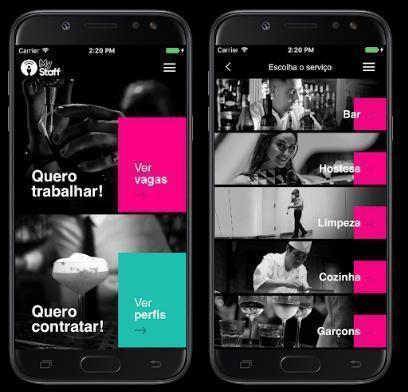 Carrier 2:20 PM
My
Staff
Quero
trabalhar!
Ver
vagas
Quero
contratar!
Ver
perfis
Carrier 2:20 PM
Escolha o serviço
Bar
Hostess
Limpeza
Cozinha
Garçons